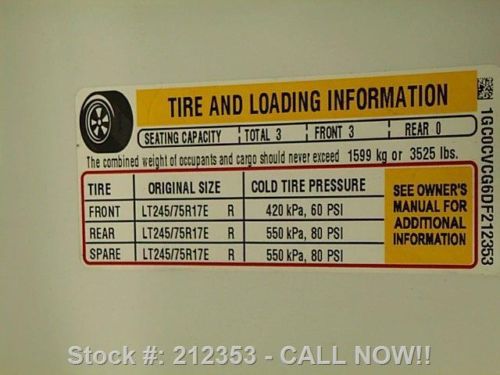 TIRE AND LOADING INFORMATION
SEATING CAPACITY TOTAL 3 FRONT 3 REAR 0
The combined weight of occupants and cargo should never exceed 1599 kg or 3525 lbs.
TIRE ORIGINAL SIZE COLD TIRE PRESSURE
FRONT LT245/75R17E R 420 kPa, 60 PSI
REAR LT245/75R17E R 550 kPa, 80 PSI
SPARE LT245/75R17E R 550 kPa, 80 PSI
SEE OWNER'S
MANUAL FOR
ADDITIONAL
INFORMATION
1GC0CVCG6DF212353
Stock #: 212353 - CALL NOW!!